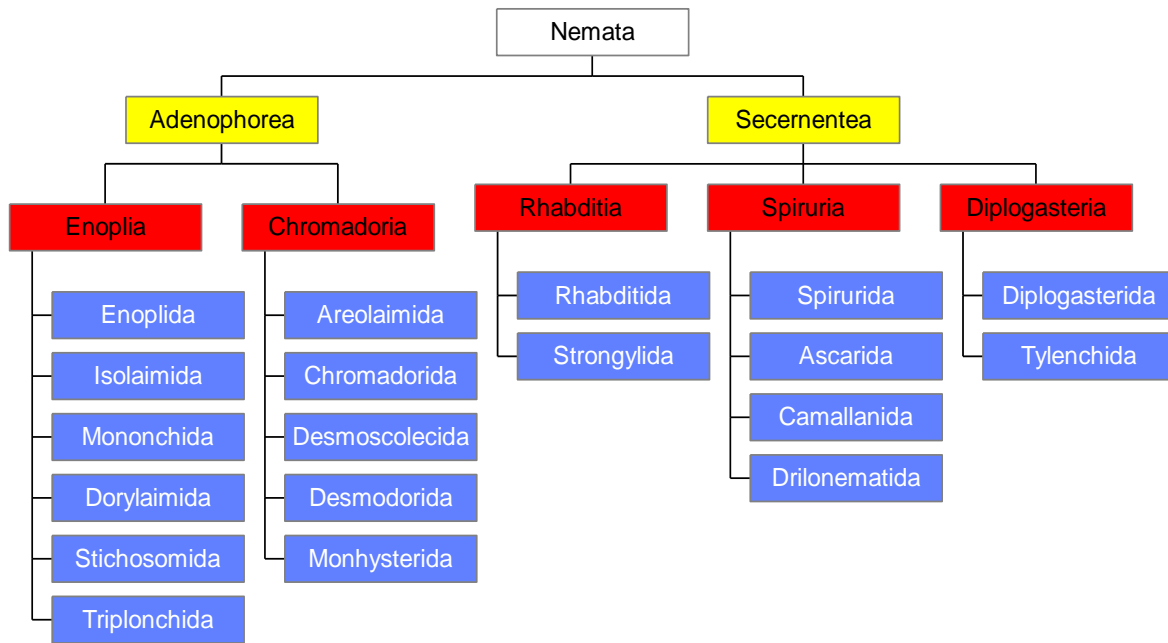 Nemata
Adenophorea
Secernentea
Enoplia
Chromadoria
Rhabditia
Spiruria
Diplogasteria
Enoplida
Isolaimida
Mononchida
Dorylaimida
Stichosomida
Triplonchida
Areolaimida
Chromadorida
Desmoscolecida
Desmodorida
Monhysterida
Rhabditida
Strongylida
Spirurida
Ascarida
Camallanida
Drilonematida
Diplogasterida
Tylenchida